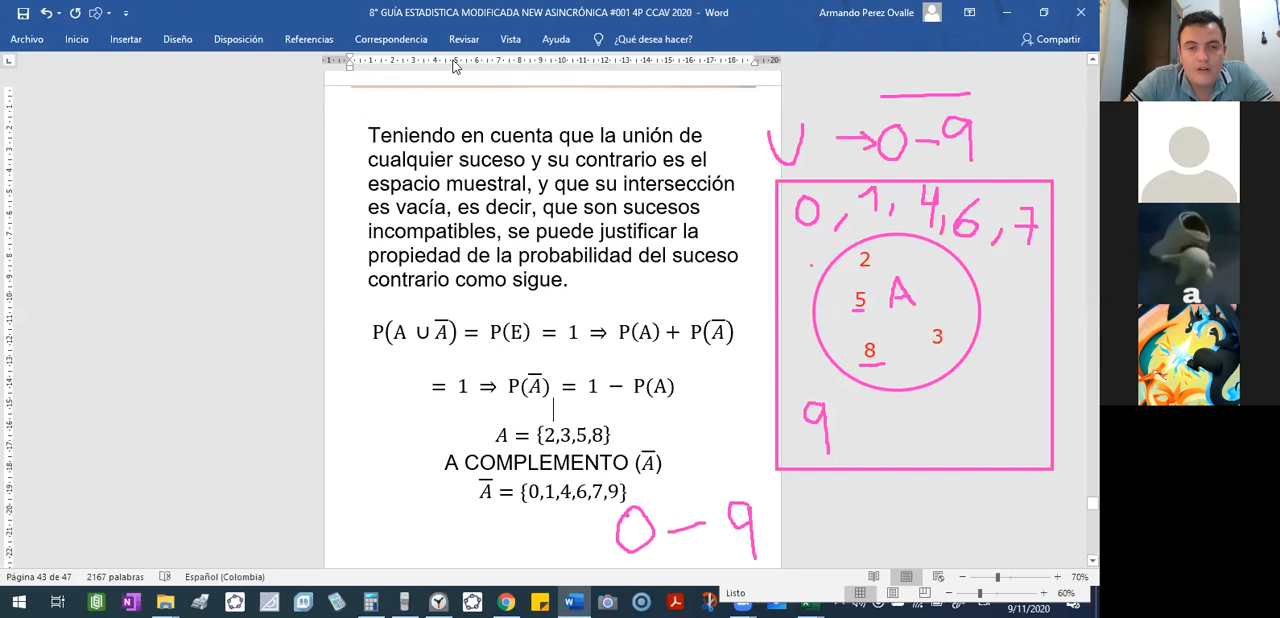 8° GUÍA ESTADISTICA MODIFICADA NEW ASINCRÓNICA #001 4P CCAV 2020 - Word
Armando Perez Ovalle
Archivo Inicio Insertar Diseño Disposición Referencias Correspondencia Revisar Vista Ayuda ¿Qué desea hacer? Compartir
Teniendo en cuenta que la unión de
cualquier suceso y su contrario es el
espacio muestral, y que su intersección
es vacía, es decir, que son sucesos
incompatibles, se puede justificar la
propiedad de la probabilidad del suceso
contrario como sigue.
P(A ∪ A̅) = P(E) = 1 ⇒ P(A) + P(A̅)
= 1 ⇒ P(A̅) = 1 − P(A)
A = {2,3,5,8}
A COMPLEMENTO (A̅)
A̅ = {0,1,4,6,7,9}
0 – 9
U → 0 – 9
0, 1, 4, 6, 7
2
5 A
8 3
9
a
Página 43 de 47 2167 palabras Español (Colombia) 70%
Listo 60%
9/11/2020